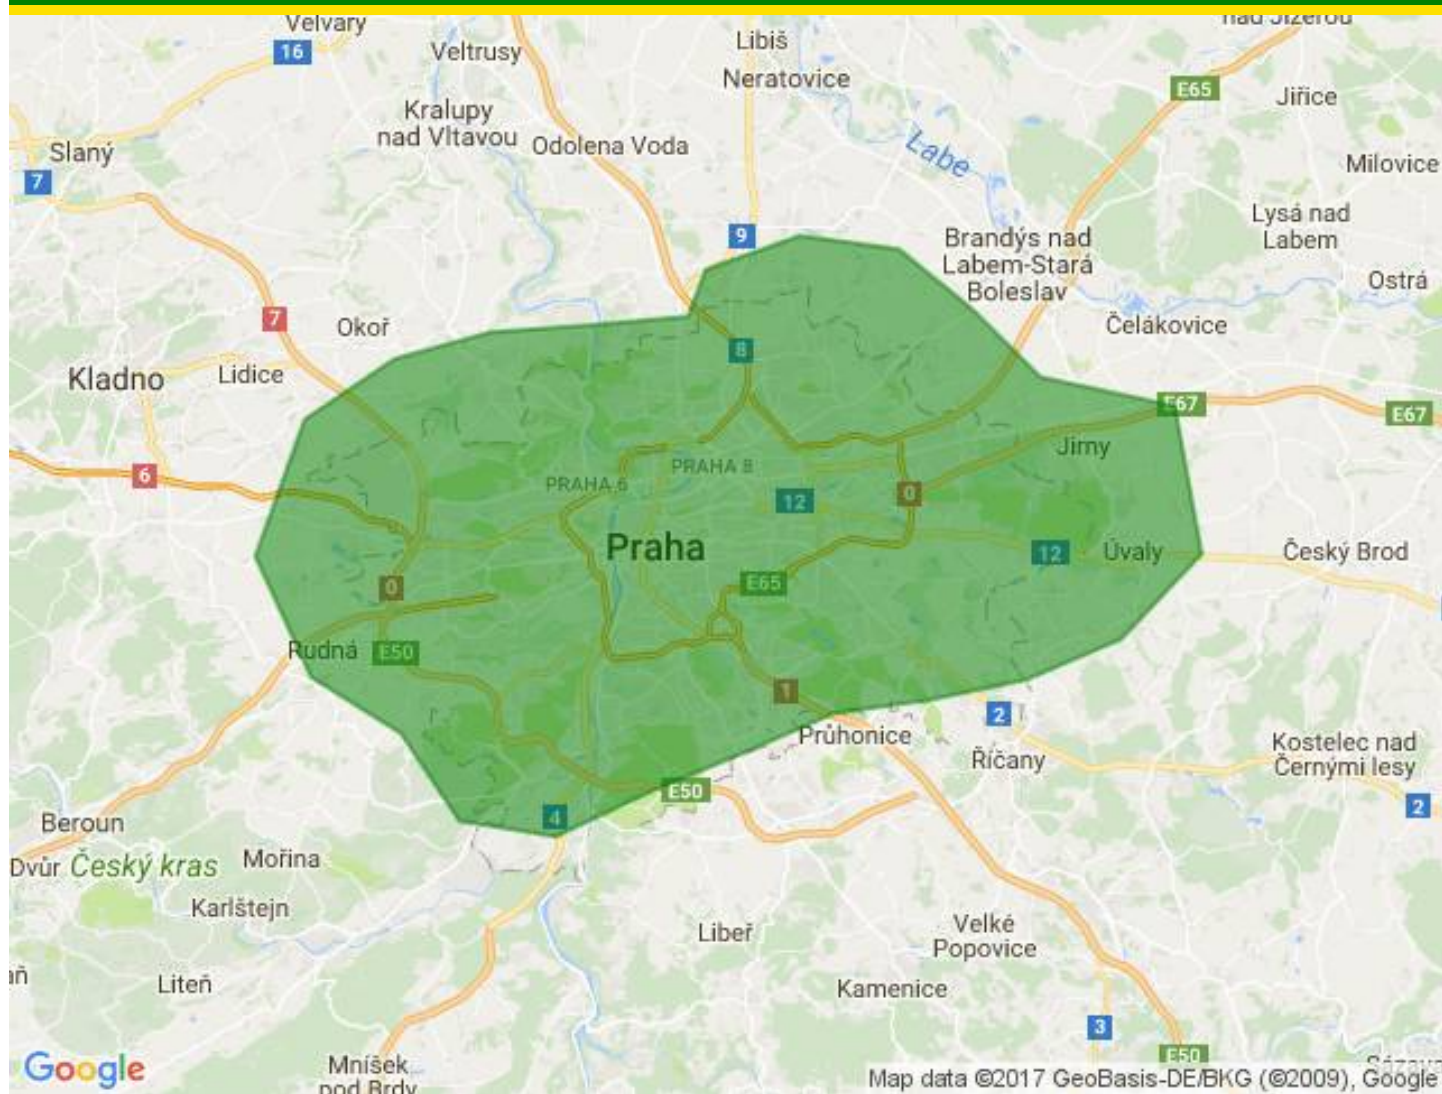 Velvary
16
Veltrusy
Libiš
Neratovice
nad Jizerou
E65
Jiřice
Kralupy
nad Vltavou
Odolena Voda
Slaný
7
Labe
Milovice
Lysá nad
Labem
9
Brandýs nad
Labem-Stará
Boleslav
Ostrá
7
Okoř
Čelákovice
8
Kladno
Lidice
E67
E67
Jirny
6
PRAHA 8
PRAHA 6
12
0
Praha
12
Úvaly
Český Brod
E65
0
Rudná
E50
1
2
Průhonice
Říčany
Kostelec nad
Černými lesy
E50
2
4
Beroun
Dvůr
Český kras
Mořina
Karlštejn
Libeř
Velké
Popovice
Liteň
Kamenice
3
E50
Google
Mníšek
pod Brdy
Map data ©2017 GeoBasis-DE/BKG (©2009), Google